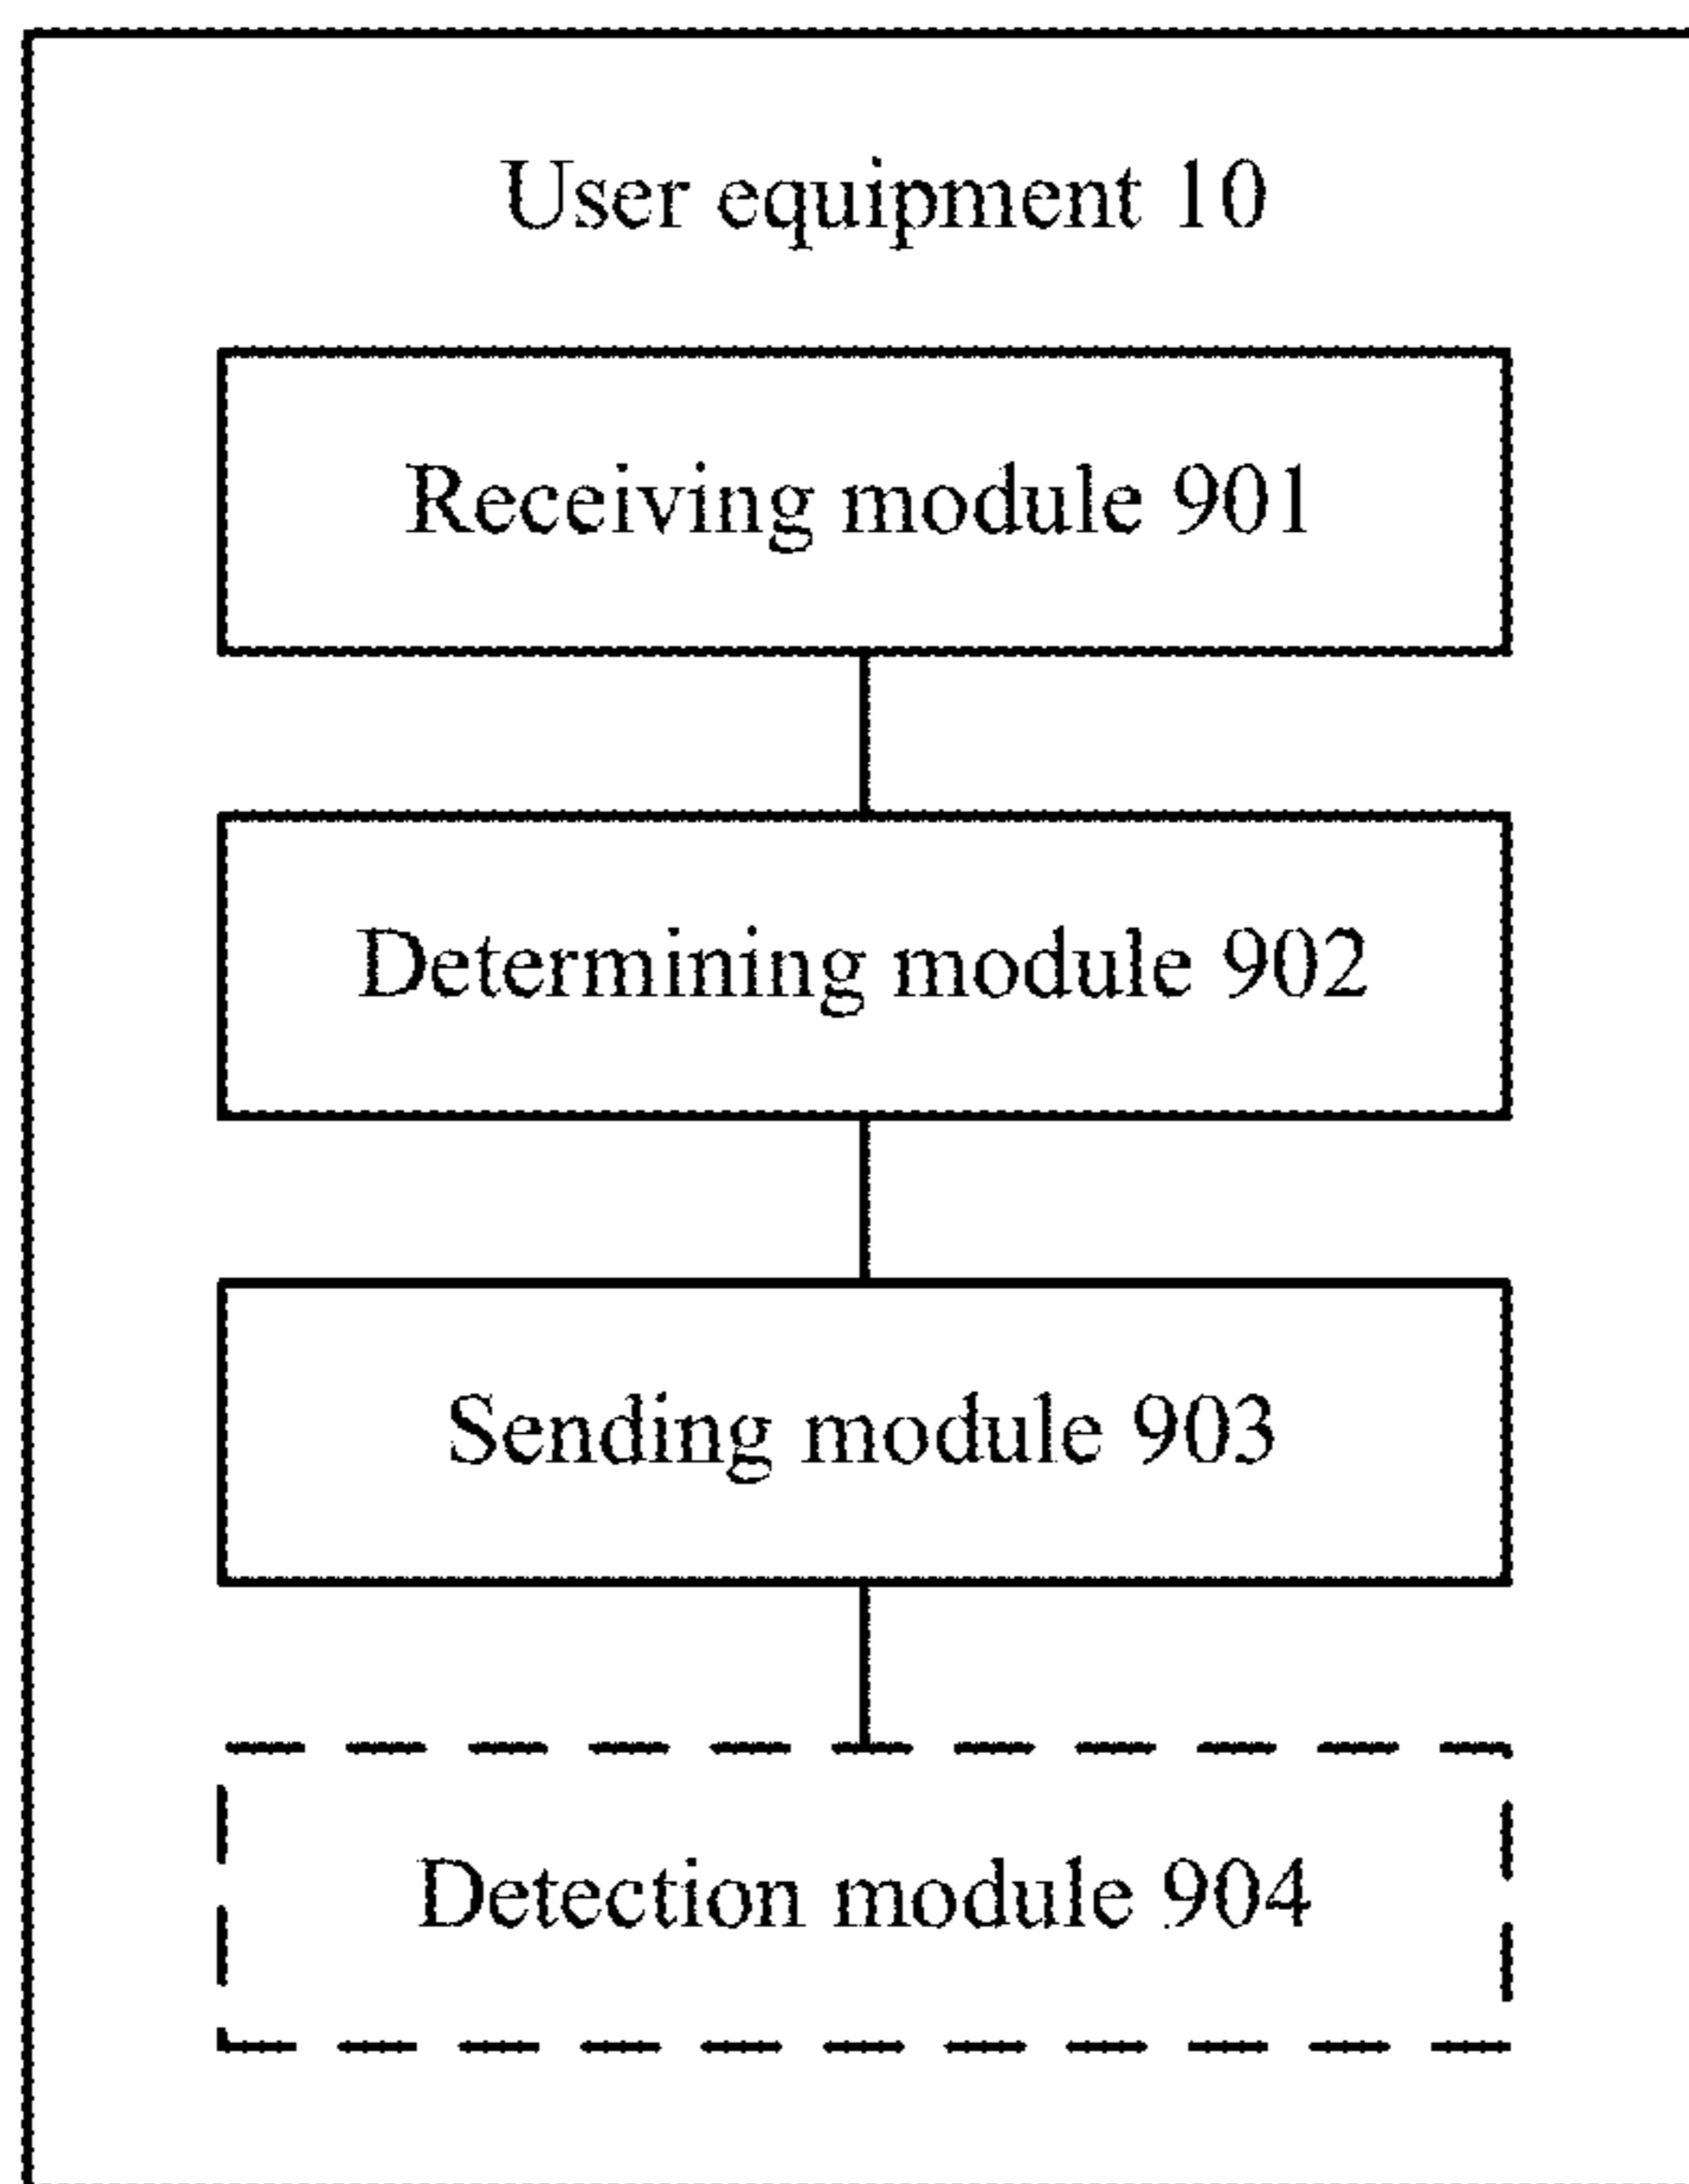 User equipment 10
Receiving module 901
Determining module 902
Sending module 903
Detection module 904